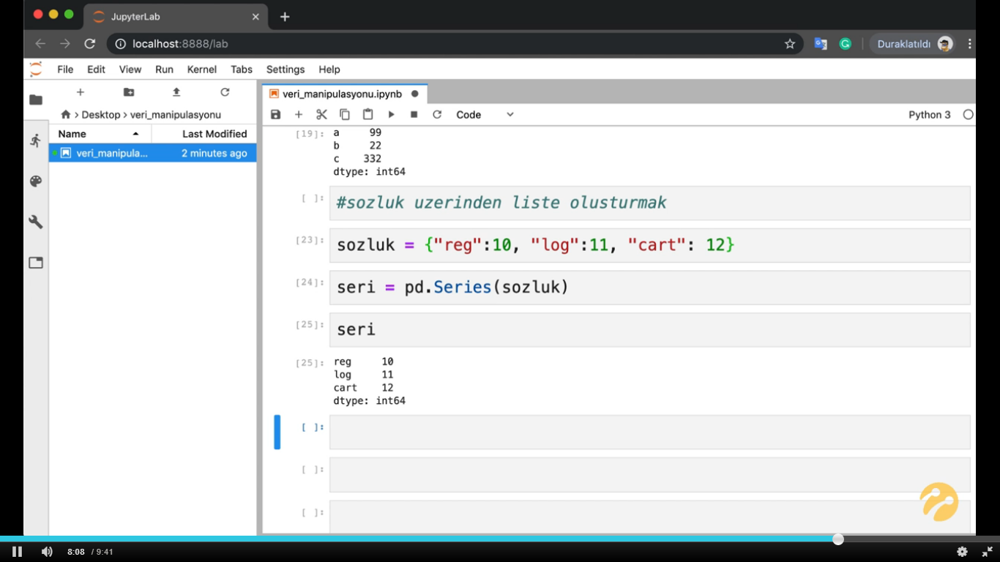 JupyterLab
localhost:8888/lab
Duraklatıldı
File Edit View Run Kernel Tabs Settings Help
Desktop veri_manipulasyonu
Name Last Modified
veri_manipula... 2 minutes ago
veri_manipulasyonu.ipynb
Code
Python 3
[19]: a 99
b 22
c 332
dtype: int64
[ ]: #sozluk uzerinden liste olusturmak
[23]: sozluk = {"reg":10, "log":11, "cart": 12}
[24]: seri = pd.Series(sozluk)
[25]: seri
[25]: reg 10
log 11
cart 12
dtype: int64
[ ]:
[ ]:
[ ]:
8:08 / 9:41